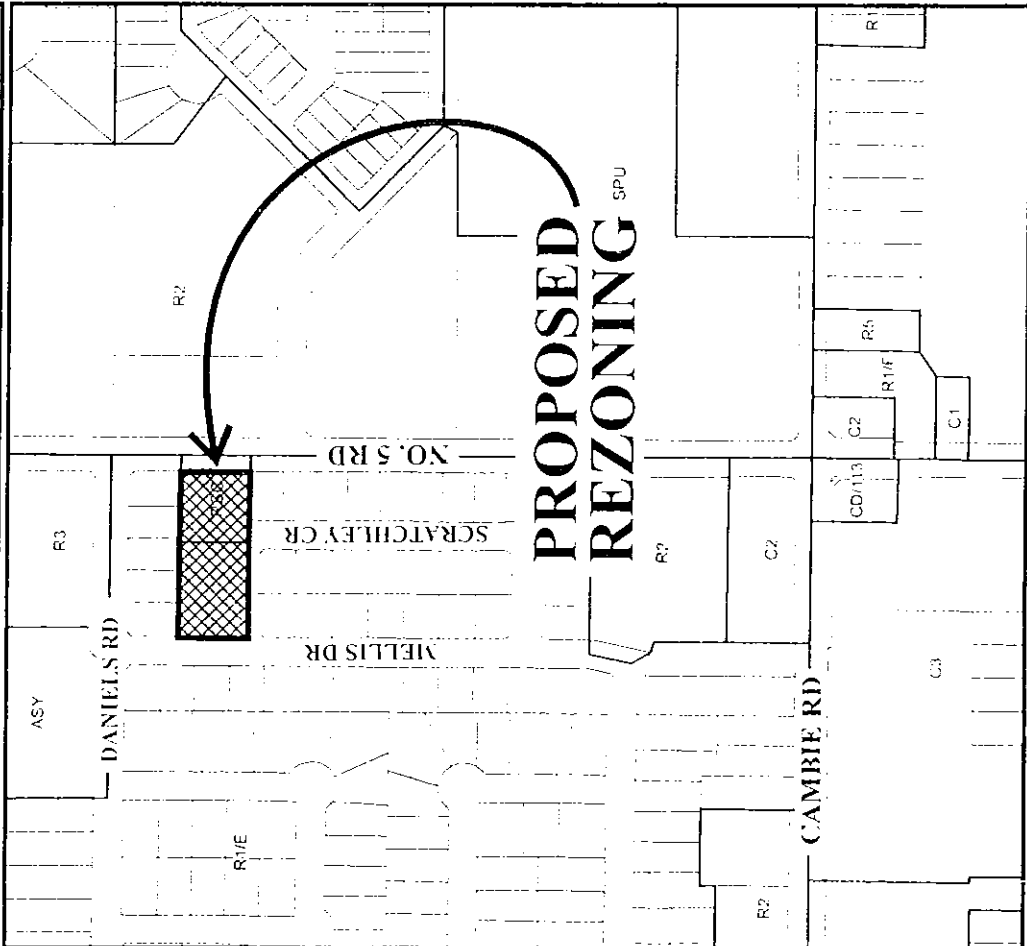 R1
ASY
R3
R2
DANIELS RD
NO. 5 RD
SCRATCHLEY CR
MELLIS DR
PROPOSED
REZONING
SPU
R1/E
R2
C2
R2
CAMBIE RD
C3
CD/113
C2
R1/F
R5
C1
R1